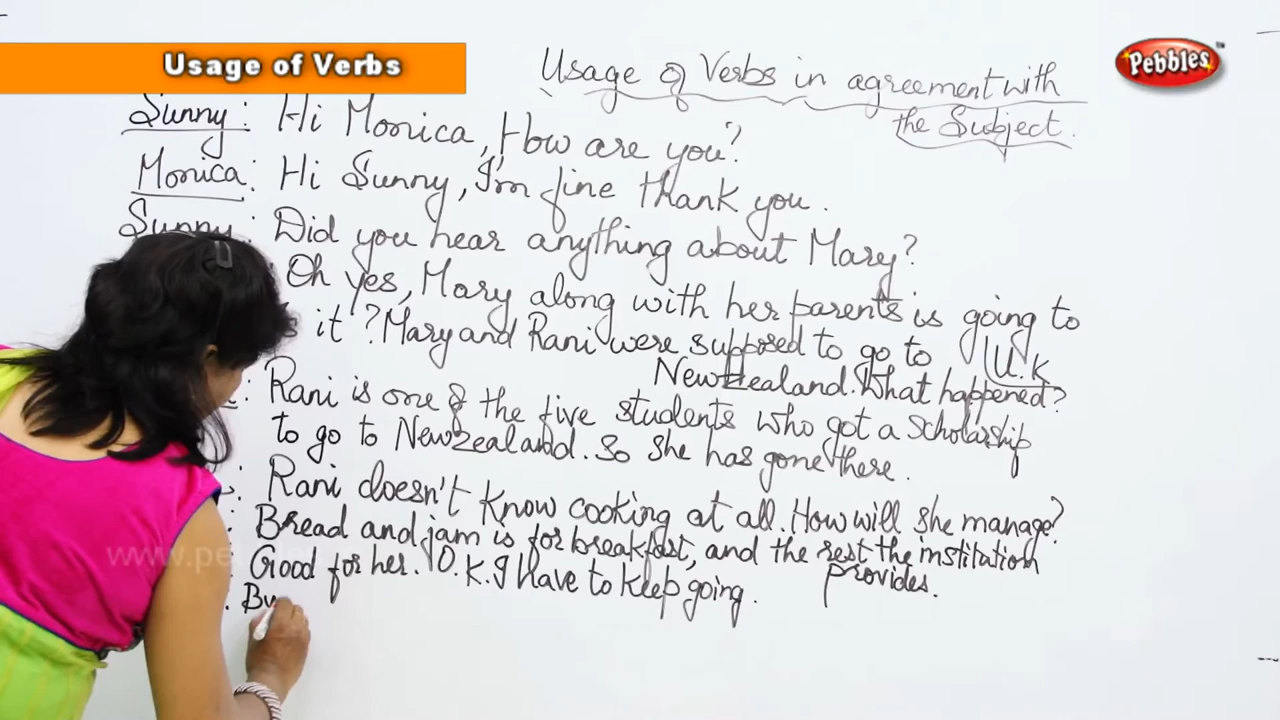 Usage of Verbs
Pebbles™
Usage of Verbs in agreement with
the Subject.
Sunny: Hi Monica, How are you?
Monica: Hi Sunny, I'm fine thank you.
Sunny: Did you hear anything about Mary?
Oh yes, Mary along with her parents is going to
U.K
it? Mary and Rani were supposed to go to
Newzealand. What happened?
: Rani is one of the five students who got a scholarship
to go to Newzealand. So she has gone there.
: Rani doesn't know cooking at all. How will she manage?
: Bread and jam is for breakfast, and the rest the institution
provides.
: Good for her. O.K. I have to keep going.